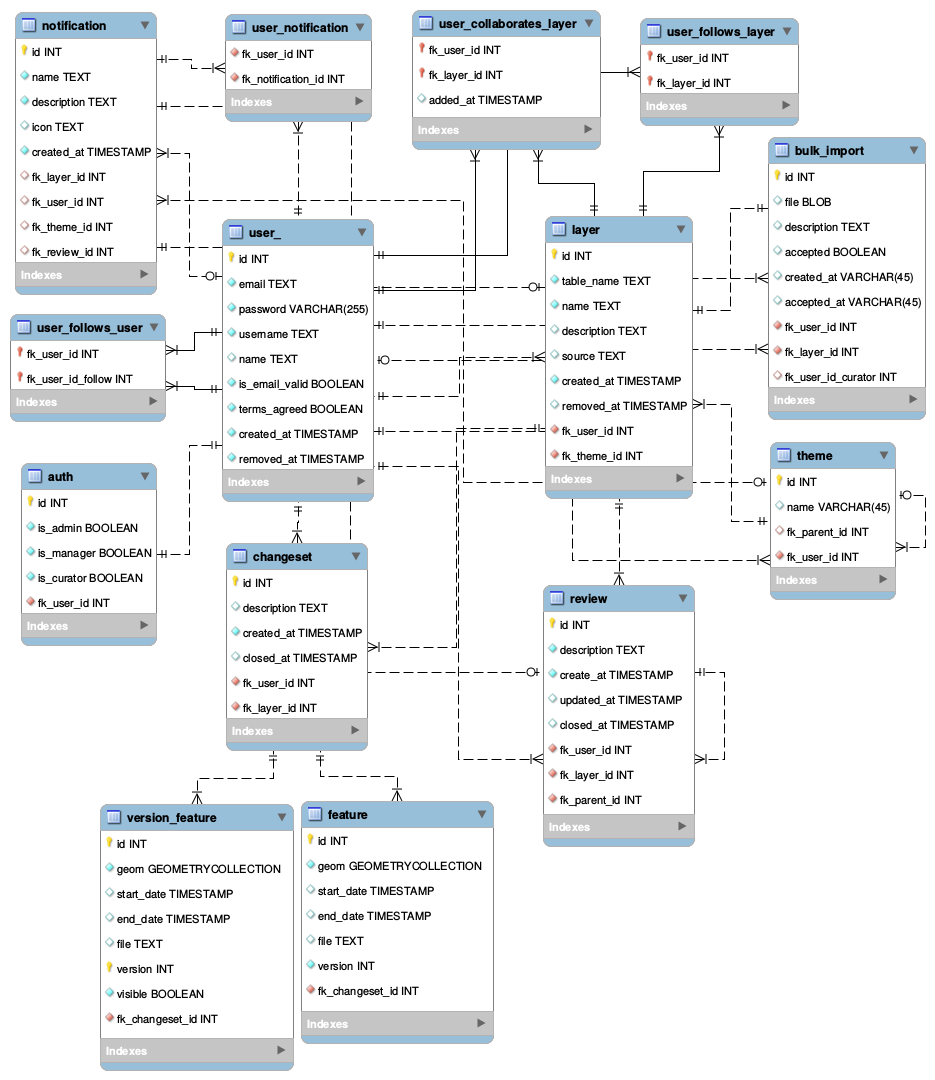 notification
id INT
name TEXT
description TEXT
icon TEXT
created_at TIMESTAMP
fk_layer_id INT
fk_user_id INT
fk_theme_id INT
fk_review_id INT
Indexes
user_notification
fk_user_id INT
fk_notification_id INT
Indexes
user_collaborates_layer
fk_user_id INT
fk_layer_id INT
added_at TIMESTAMP
Indexes
user_follows_layer
fk_user_id INT
fk_layer_id INT
Indexes
bulk_import
id INT
file BLOB
description TEXT
accepted BOOLEAN
created_at VARCHAR(45)
accepted_at VARCHAR(45)
fk_user_id INT
fk_layer_id INT
fk_user_id_curator INT
Indexes
user_
id INT
email TEXT
password VARCHAR(255)
username TEXT
name TEXT
is_email_valid BOOLEAN
terms_agreed BOOLEAN
created_at TIMESTAMP
removed_at TIMESTAMP
Indexes
layer
id INT
table_name TEXT
name TEXT
description TEXT
source TEXT
created_at TIMESTAMP
removed_at TIMESTAMP
fk_user_id INT
fk_theme_id INT
Indexes
user_follows_user
fk_user_id INT
fk_user_id_follow INT
Indexes
auth
id INT
is_admin BOOLEAN
is_manager BOOLEAN
is_curator BOOLEAN
fk_user_id INT
Indexes
theme
id INT
name VARCHAR(45)
fk_parent_id INT
fk_user_id INT
Indexes
changeset
id INT
description TEXT
created_at TIMESTAMP
closed_at TIMESTAMP
fk_user_id INT
fk_layer_id INT
Indexes
review
id INT
description TEXT
create_at TIMESTAMP
updated_at TIMESTAMP
closed_at TIMESTAMP
fk_user_id INT
fk_layer_id INT
fk_parent_id INT
Indexes
version_feature
id INT
geom GEOMETRYCOLLECTION
start_date TIMESTAMP
end_date TIMESTAMP
file TEXT
version INT
visible BOOLEAN
fk_changeset_id INT
Indexes
feature
id INT
geom GEOMETRYCOLLECTION
start_date TIMESTAMP
end_date TIMESTAMP
file TEXT
version INT
fk_changeset_id INT
Indexes